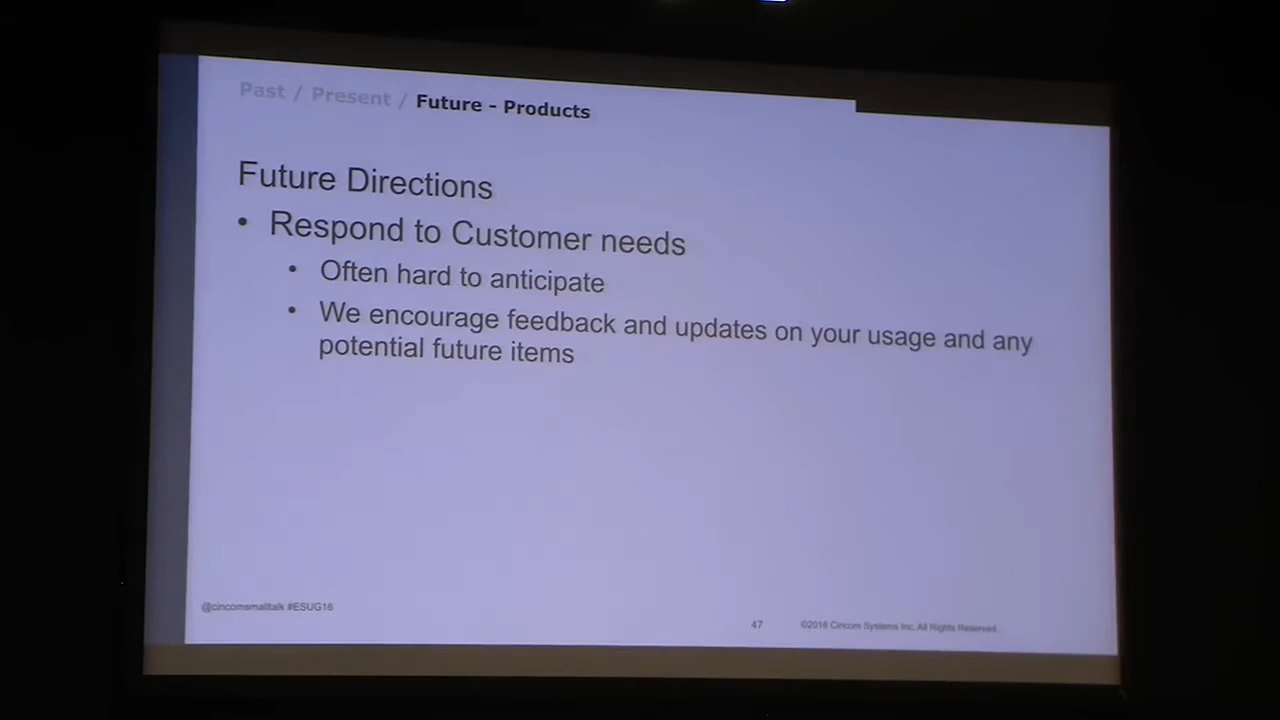 Past / Present / Future - Products
Future Directions
• Respond to Customer needs
• Often hard to anticipate
• We encourage feedback and updates on your usage and any
potential future items
@cincomsmalltalk #ESUG16
47
©2016 Cincom Systems Inc. All Rights Reserved